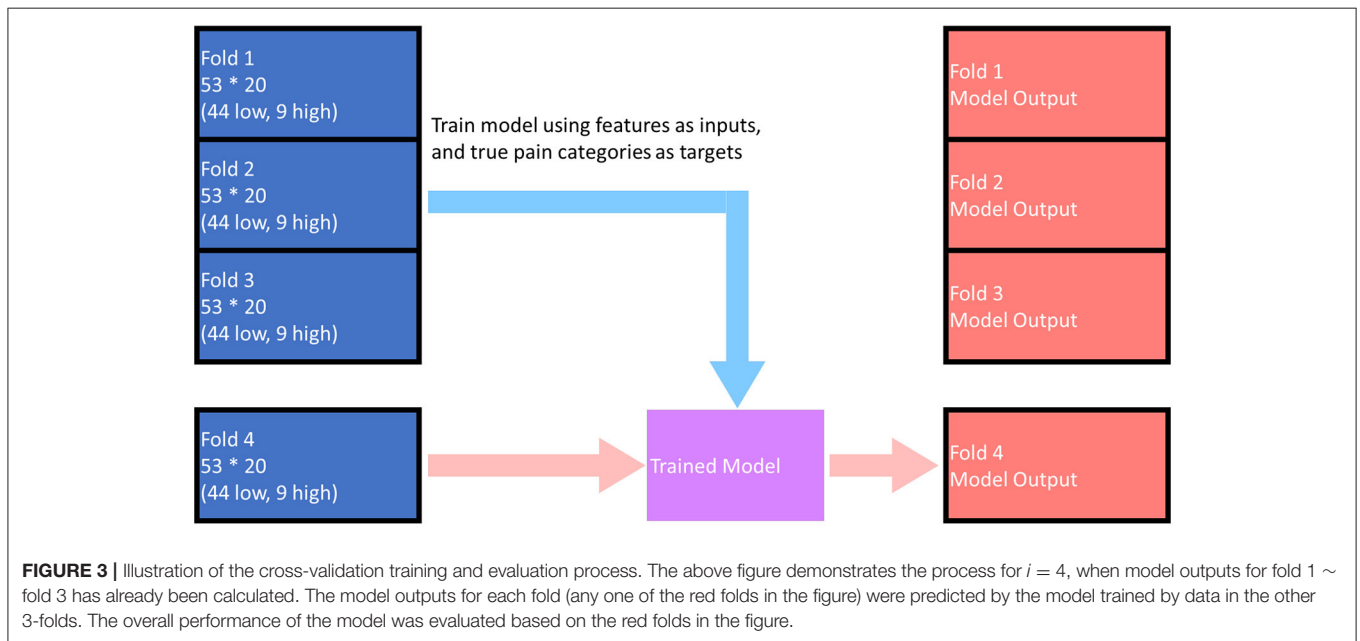 Fold 1
53 * 20
(44 low, 9 high)
Fold 2
53 * 20
(44 low, 9 high)
Fold 3
53 * 20
(44 low, 9 high)
Train model using features as inputs,
and true pain categories as targets
Fold 1
Model Output
Fold 2
Model Output
Fold 3
Model Output
Fold 4
53 * 20
(44 low, 9 high)
Trained Model
Fold 4
Model Output
FIGURE 3 | Illustration of the cross-validation training and evaluation process. The above figure demonstrates the process for i = 4, when model outputs for fold 1 ∼
fold 3 has already been calculated. The model outputs for each fold (any one of the red folds in the figure) were predicted by the model trained by data in the other
3-folds. The overall performance of the model was evaluated based on the red folds in the figure.